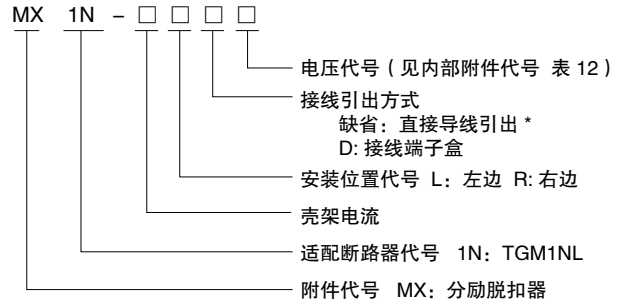 MX 1N - □ □ □ □
电压代号（见内部附件代号 表 12）
接线引出方式
缺省：直接导线引出 *
D: 接线端子盒
安装位置代号 L：左边 R: 右边
壳架电流
适配断路器代号 1N：TGM1NL
附件代号 MX：分励脱扣器